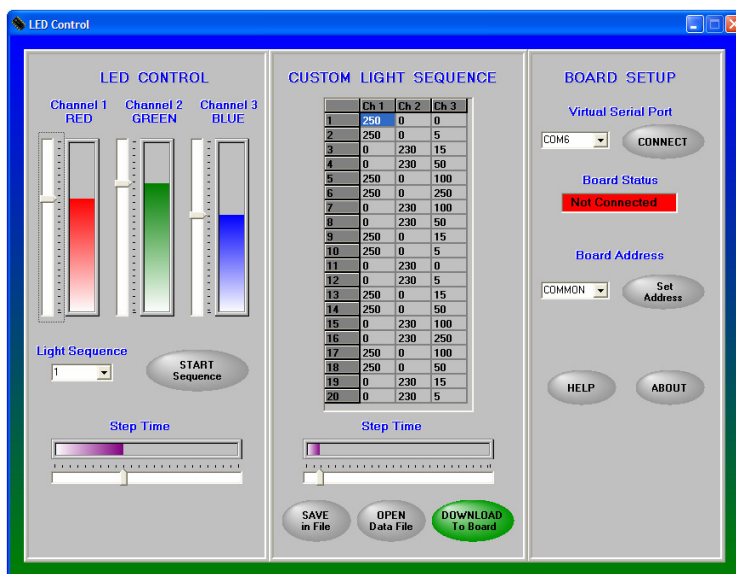 LED Control
LED CONTROL
Channel 1 Channel 2 Channel 3
RED GREEN BLUE
Light Sequence
1
START
Sequence
Step Time
CUSTOM LIGHT SEQUENCE
Ch 1 Ch 2 Ch 3
1 250 0 0
2 250 0 5
3 0 230 15
4 0 230 50
5 250 0 100
6 250 0 250
7 0 230 100
8 0 230 50
9 250 0 15
10 250 0 5
11 0 230 0
12 0 230 5
13 250 0 15
14 250 0 50
15 0 230 100
16 0 230 250
17 250 0 100
18 250 0 50
19 0 230 15
20 0 230 5
Step Time
SAVE
in File
OPEN
Data File
DOWNLOAD
To Board
BOARD SETUP
Virtual Serial Port
COM6
CONNECT
Board Status
Not Connected
Board Address
COMMON
Set
Address
HELP
ABOUT